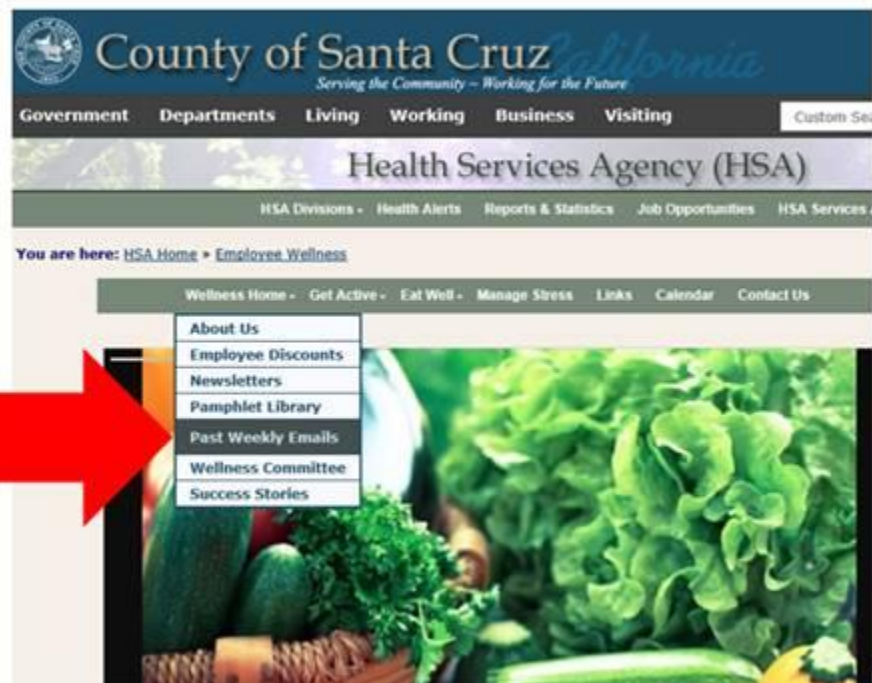 County of Santa Cruz
California
Serving the Community ~ Working for the Future
Government Departments Living Working Business Visiting Custom Sea
Health Services Agency (HSA)
HSA Divisions Health Alerts Reports & Statistics Job Opportunities HSA Services
You are here: HSA Home » Employee Wellness
Wellness Home Get Active Eat Well Manage Stress Links Calendar Contact Us
About Us
Employee Discounts
Newsletters
Pamphlet Library
Past Weekly Emails
Wellness Committee
Success Stories